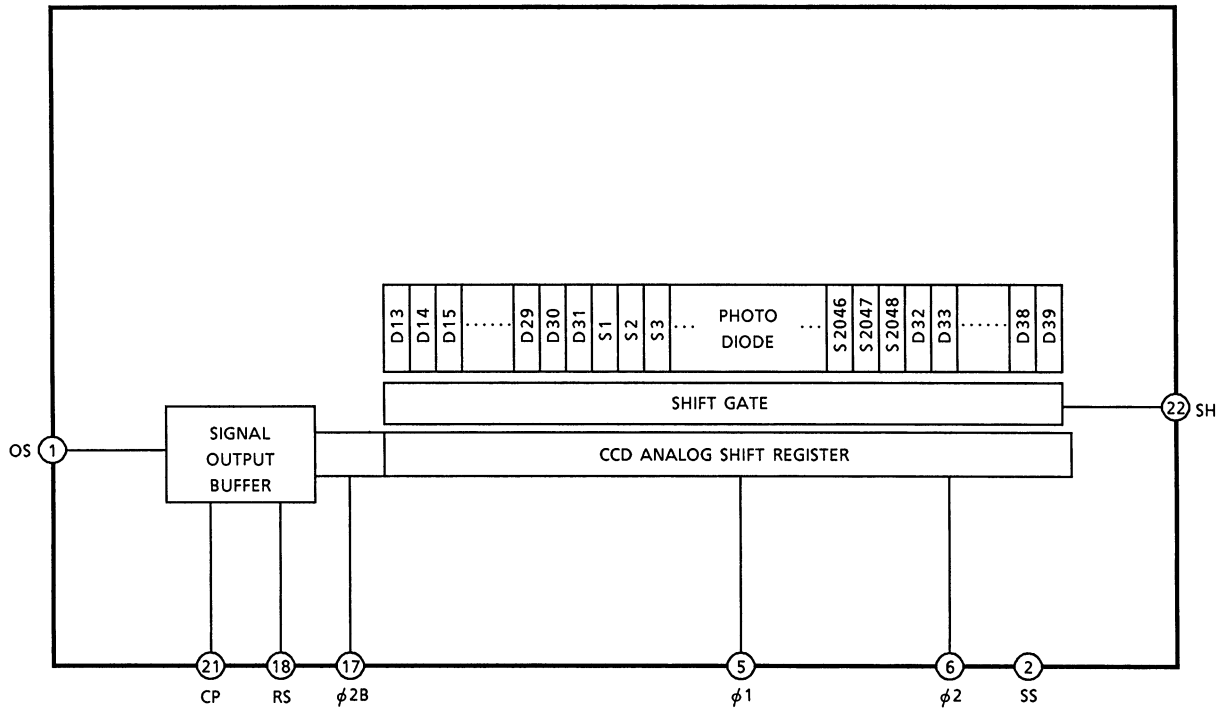 D13 D14 D15 ······ D29 D30 D31 S1 S2 S3 ··· PHOTO DIODE ··· S2046 S2047 S2048 D32 D33 ······ D38 D39
SHIFT GATE
22 SH
SIGNAL
OUTPUT
BUFFER
OS 1
CCD ANALOG SHIFT REGISTER
21 18 17 5 6 2
CP RS ϕ2B ϕ1 ϕ2 SS